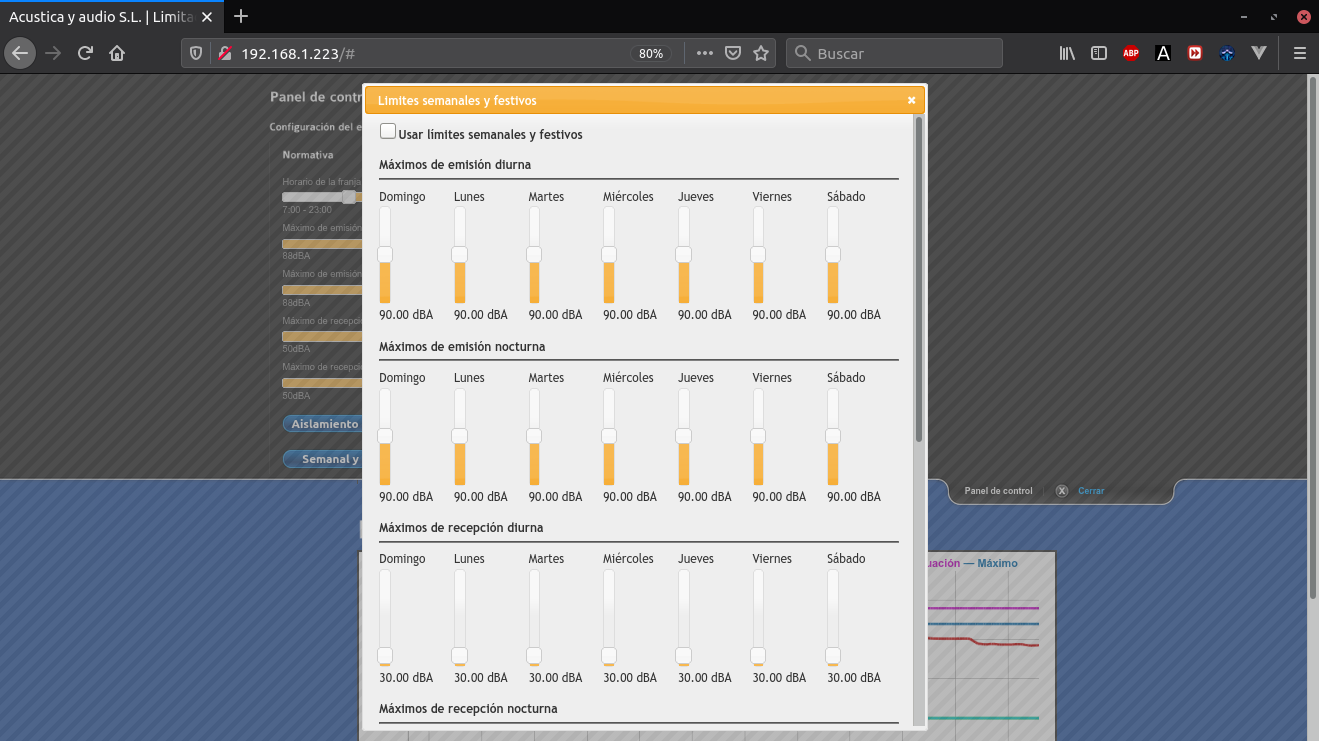 Acustica y audio S.L. | Limita
192.168.1.223/#
80%
Buscar
ABP
A
Panel de contr
Configuración del e
Normativa
Horario de la franja
7:00 - 23:00
Máximo de emisión
88dBA
Máximo de emisión
88dBA
Máximo de recepci
50dBA
Máximo de recepci
50dBA
Aislamiento
Semanal y
Limites semanales y festivos
Usar limites semanales y festivos
Máximos de emisión diurna
Domingo Lunes Martes Miércoles Jueves Viernes Sábado
90.00 dBA 90.00 dBA 90.00 dBA 90.00 dBA 90.00 dBA 90.00 dBA 90.00 dBA
Máximos de emisión nocturna
Domingo Lunes Martes Miércoles Jueves Viernes Sábado
90.00 dBA 90.00 dBA 90.00 dBA 90.00 dBA 90.00 dBA 90.00 dBA 90.00 dBA
Máximos de recepción diurna
Domingo Lunes Martes Miércoles Jueves Viernes Sábado
30.00 dBA 30.00 dBA 30.00 dBA 30.00 dBA 30.00 dBA 30.00 dBA 30.00 dBA
Máximos de recepción nocturna
Panel de control X Cerrar
uación — Máximo